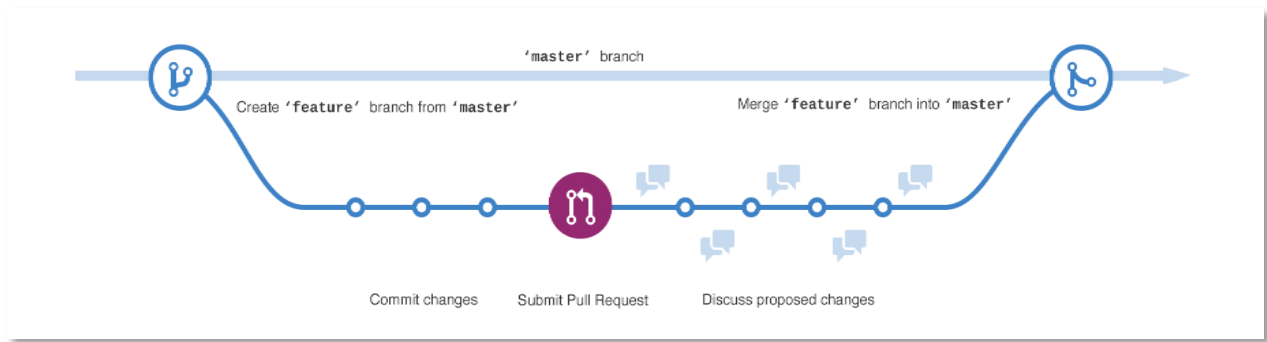 ‘master’ branch
Create ‘feature’ branch from ‘master’
Merge ‘feature’ branch into ‘master’
Commit changes
Submit Pull Request
Discuss proposed changes